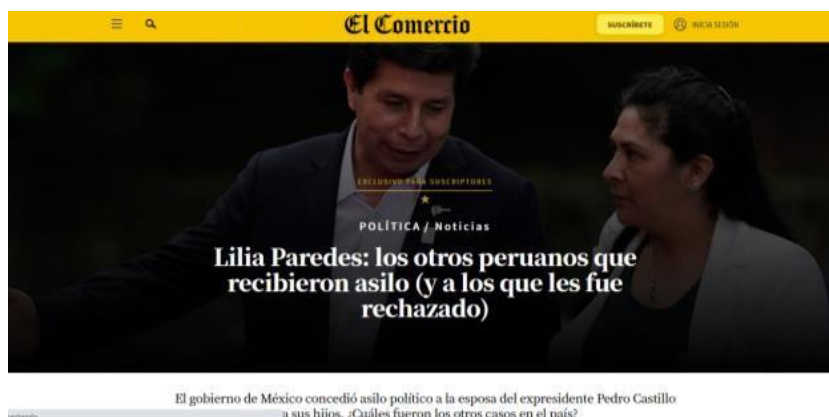 El Comercio
SUSCRÍBETE
INICIA SESIÓN
EXCLUSIVO PARA SUSCRIPTORES
POLÍTICA / Noticias
Lilia Paredes: los otros peruanos que
recibieron asilo (y a los que les fue
rechazado)
El gobierno de México concedió asilo político a la esposa del expresidente Pedro Castillo
a sus hijos. ¿Cuáles fueron los otros casos en el país?